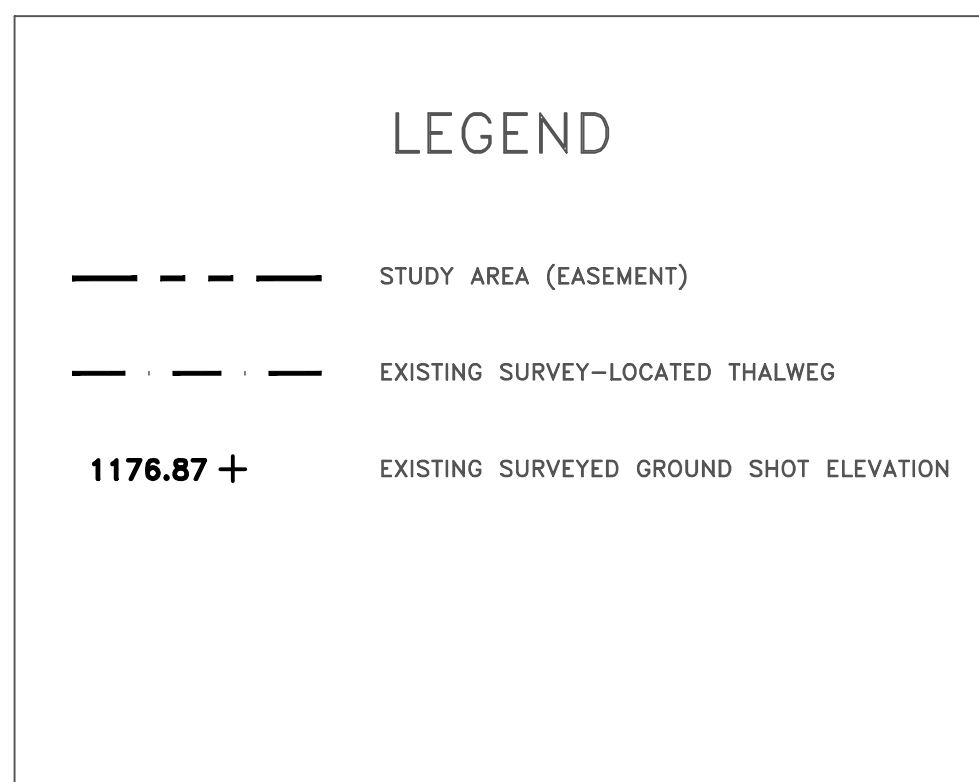 LEGEND
STUDY AREA (EASEMENT)
EXISTING SURVEY-LOCATED THALWEG
1176.87 + EXISTING SURVEYED GROUND SHOT ELEVATION